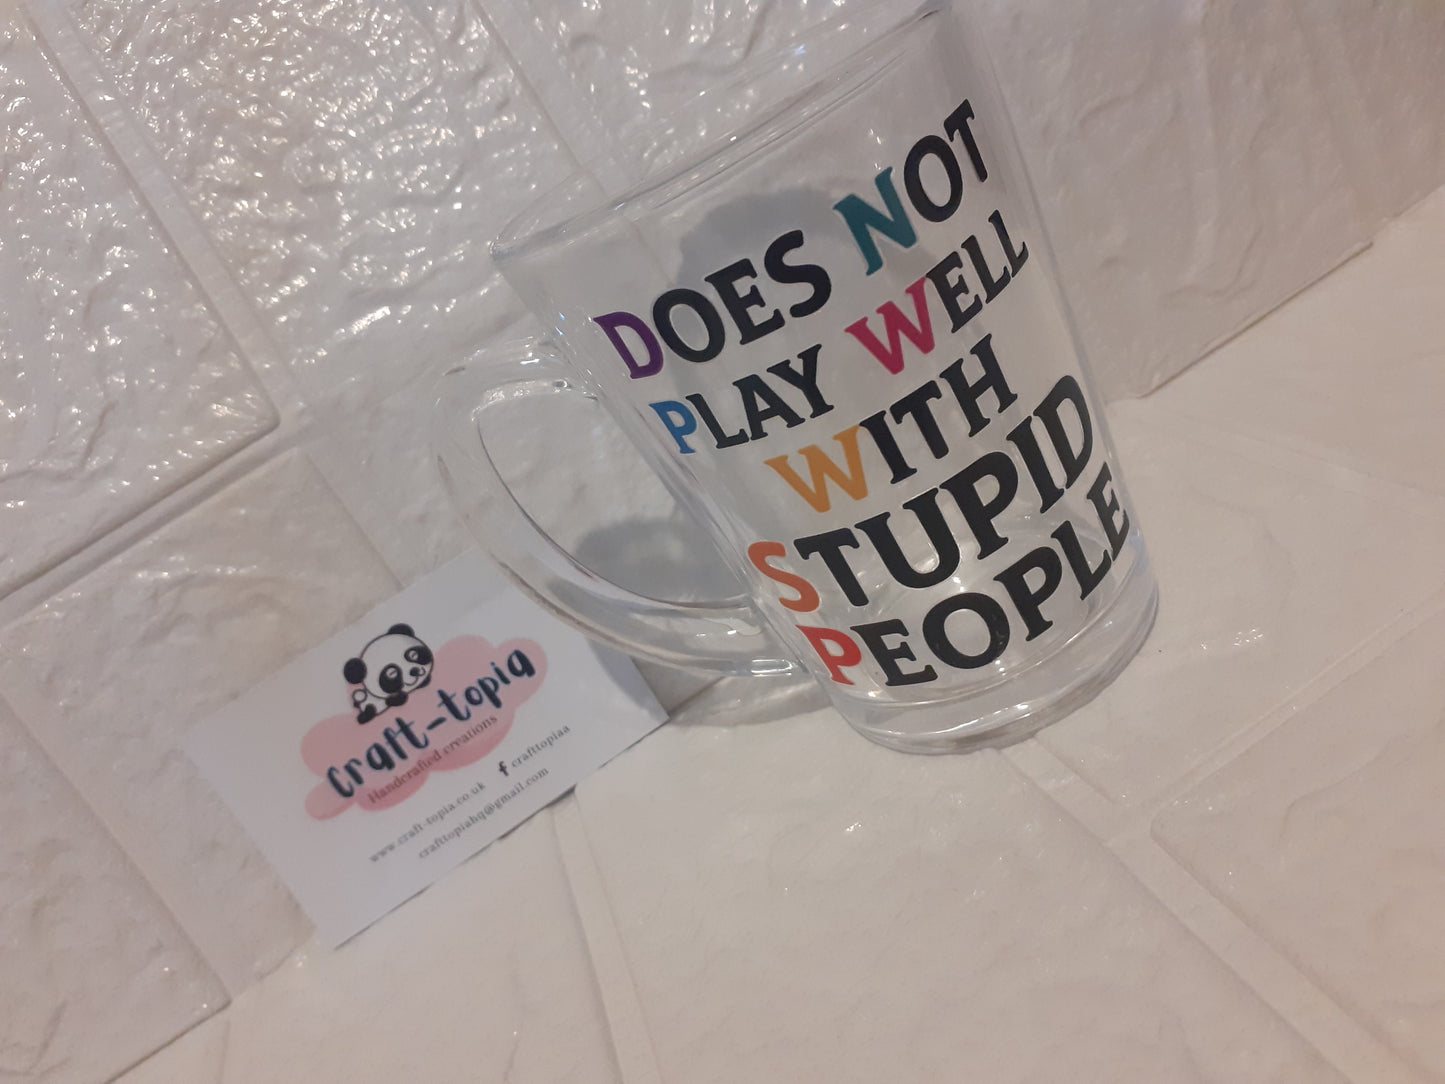 DOES NOT
PLAY WELL
WITH
STUPID
PEOPLE
craft-topia
Handcrafted creations
www.craft-topia.co.uk f crafttopiaa
crafttopiahq@gmail.com